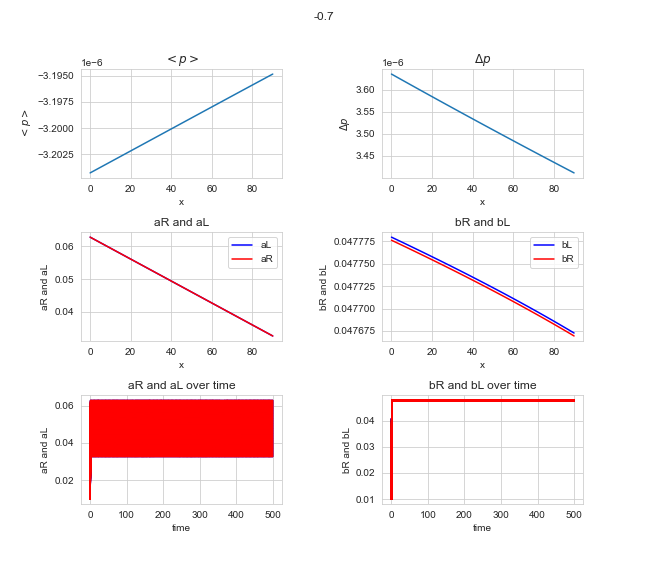 -0.7
1e−6
< p >
−3.1950
−3.1975
−3.2000
−3.2025
< p >
0 20 40 60 80
x
1e−6
Δp
3.60
3.55
3.50
3.45
Δp
0 20 40 60 80
x
aR and aL
0.06
0.05
0.04
aR and aL
aL
aR
0 20 40 60 80
x
bR and bL
0.047775
0.047750
0.047725
0.047700
0.047675
bR and bL
bL
bR
0 20 40 60 80
x
aR and aL over time
0.06
0.04
0.02
aR and aL
0 100 200 300 400 500
time
bR and bL over time
0.04
0.03
0.02
0.01
bR and bL
0 100 200 300 400 500
time